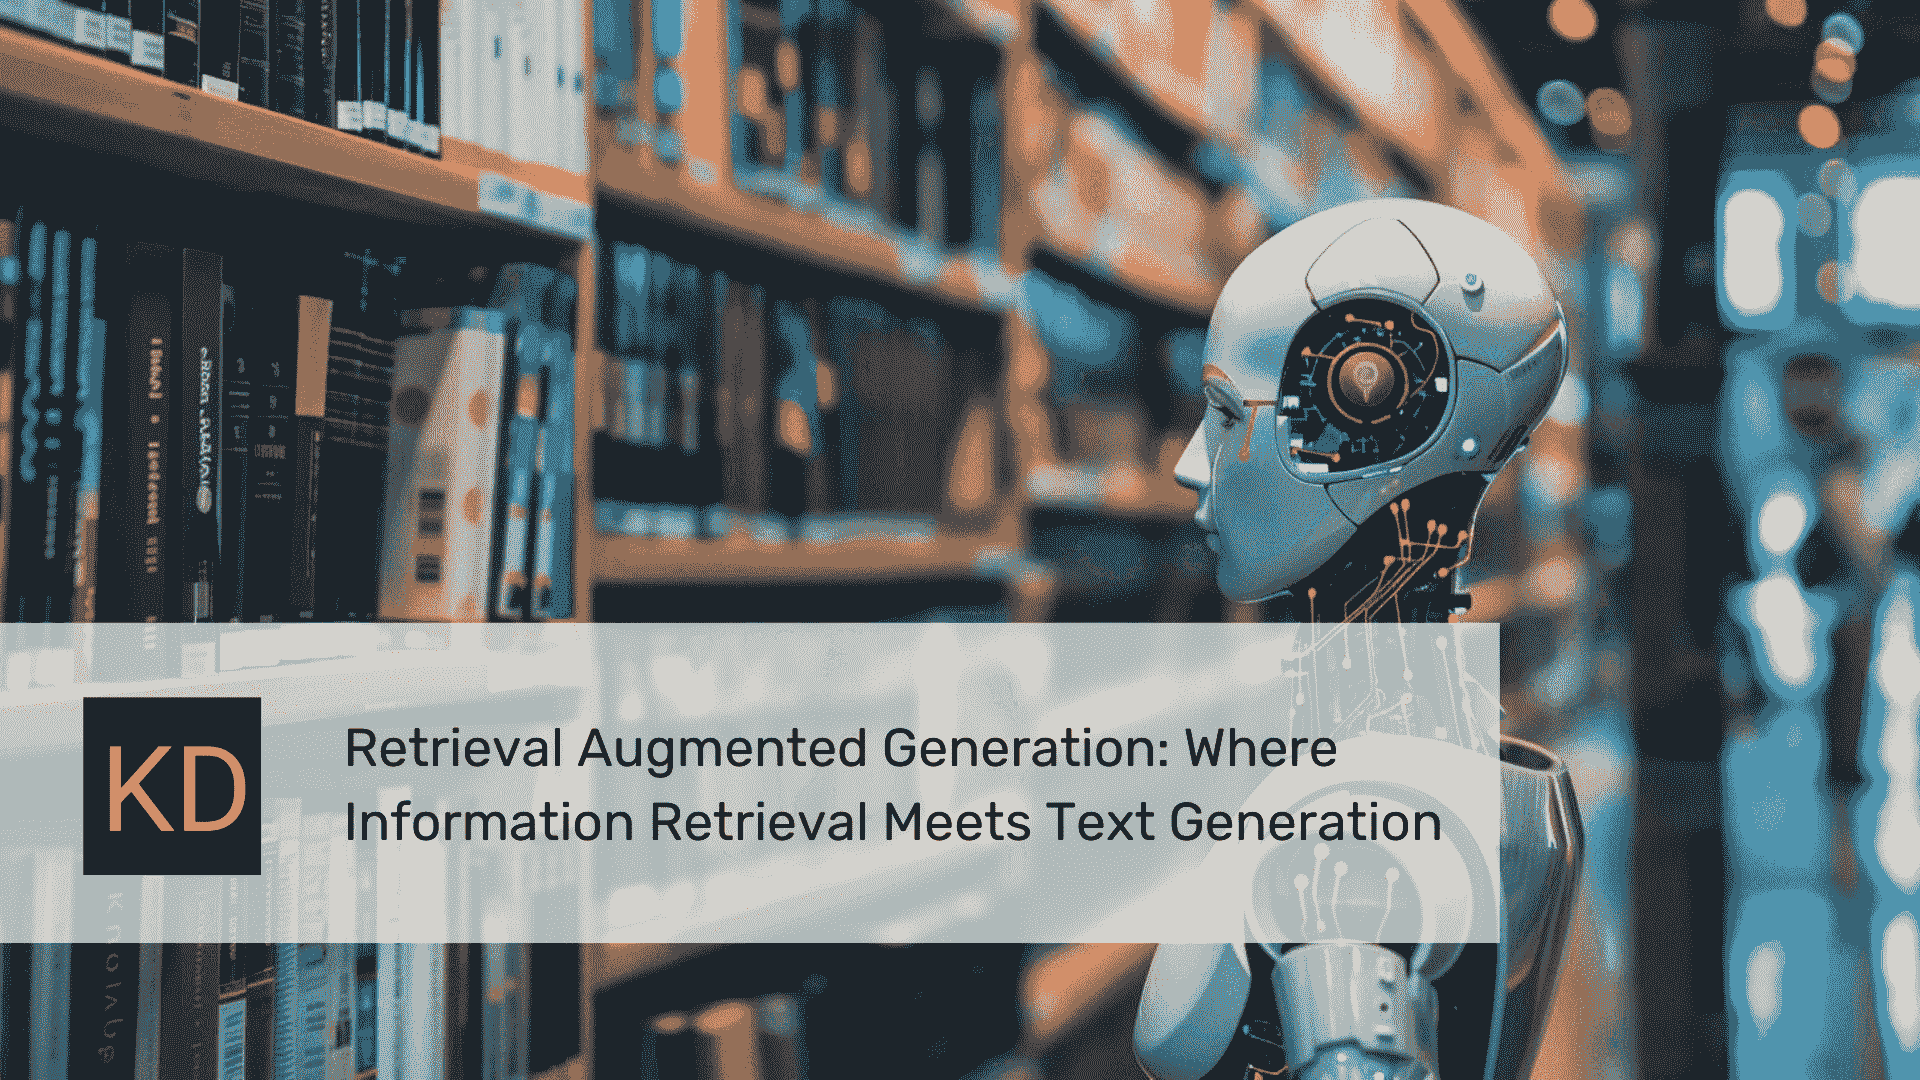 KD
Retrieval Augmented Generation: Where
Information Retrieval Meets Text Generation